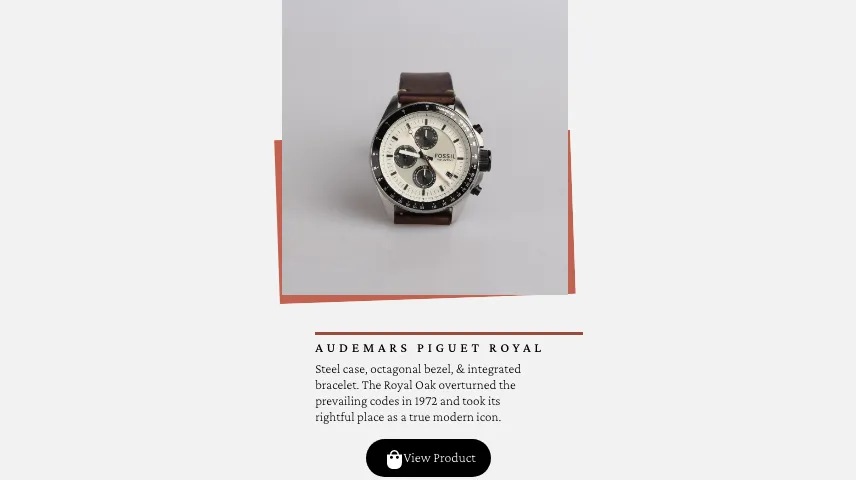 FOSSIL
AUDEMARS PIGUET ROYAL
Steel case, octagonal bezel, & integrated
bracelet. The Royal Oak overturned the
prevailing codes in 1972 and took its
rightful place as a true modern icon.
View Product